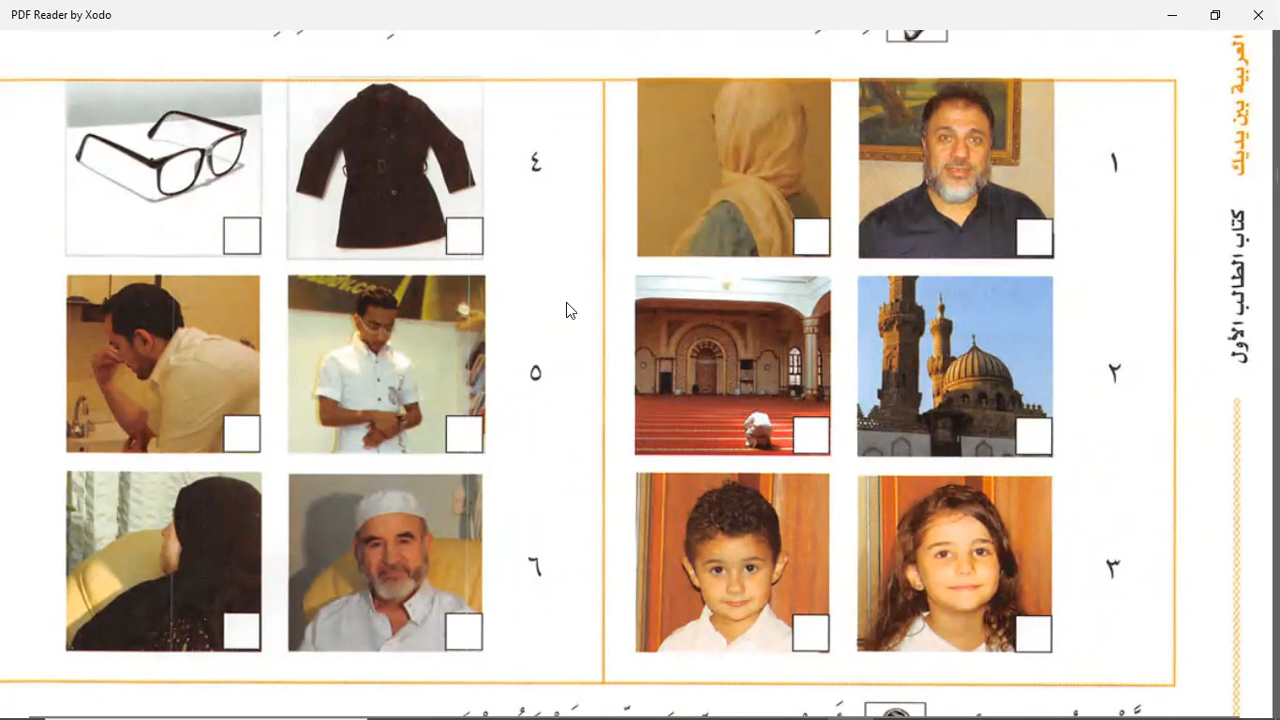 PDF Reader by Xodo
العربية بين يديك
كتاب الطالب الأول
١
٤
٢
٥
٣
٦